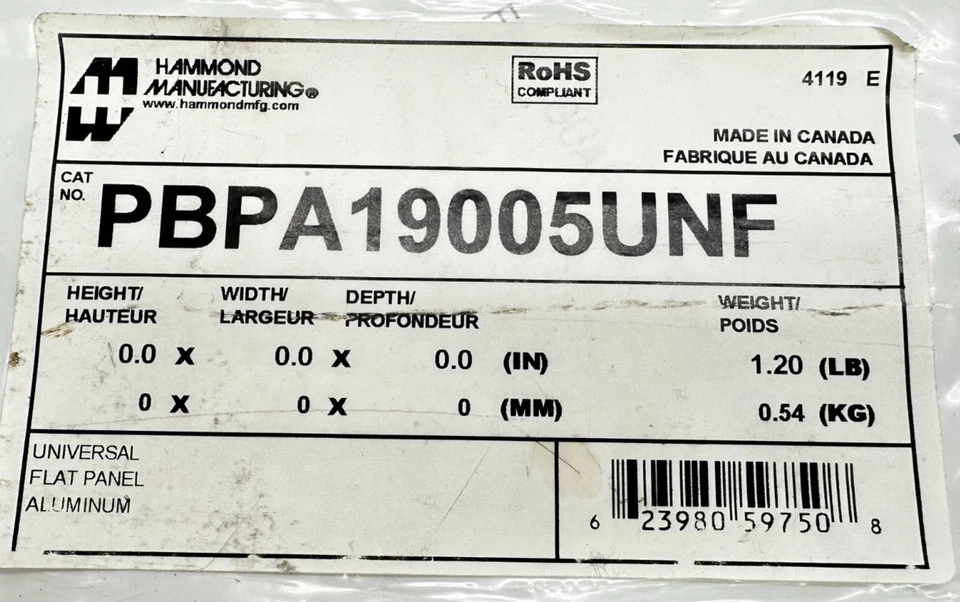 HAMMOND
MANUFACTURING®
www.hammondmfg.com
RoHS
COMPLIANT
4119 E
MADE IN CANADA
FABRIQUE AU CANADA
CAT
NO.
PBPA19005UNF
HEIGHT/ WIDTH/ DEPTH/ WEIGHT/
HAUTEUR LARGEUR PROFONDEUR POIDS
0.0 X 0.0 X 0.0 (IN) 1.20 (LB)
0 X 0 X 0 (MM) 0.54 (KG)
UNIVERSAL
FLAT PANEL
ALUMINUM
6 23980 59750 8